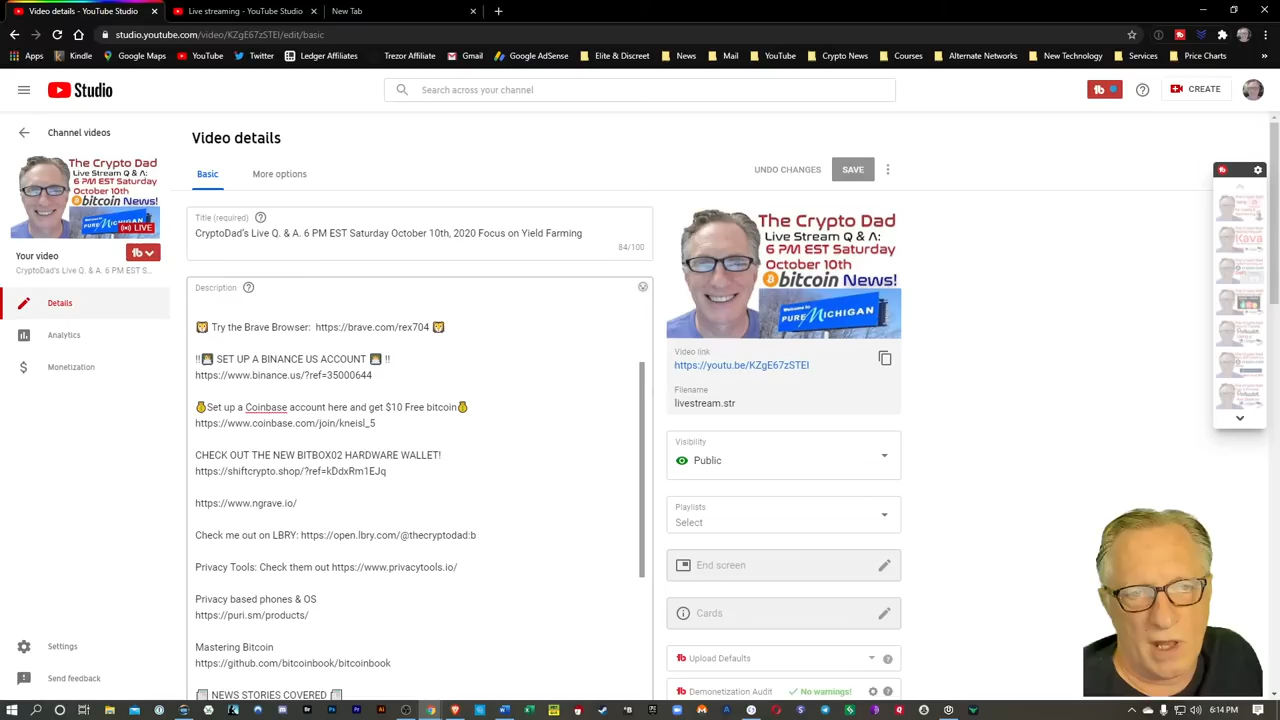 Video details - YouTube Studio
Live streaming - YouTube Studio
New Tab
studio.youtube.com/video/KZgE67zSTEI/edit/basic
Apps
Kindle
Google Maps
YouTube
Twitter
Ledger Affiliates
Trezor Affiliates
Gmail
Google AdSense
Elite & Discreet
News
Mail
YouTube
Crypto News
Courses
Alternate Networks
New Technology
Services
Price Charts
Studio
Search across your channel
CREATE
Channel videos
The Crypto Dad
Live Stream Q & A:
6 PM EST Saturday
October 10th
bitcoin News!
Welcome to
PURE MICHIGAN
LIVE
Your video
CryptoDad's Live Q. & A. 6 PM EST S...
Details
Analytics
Monetization
Settings
Send feedback
Video details
Basic
More options
UNDO CHANGES
SAVE
Title (required)
CryptoDad's Live Q. & A. 6 PM EST Saturday October 10th, 2020 Focus on Yield Farming
84/100
Description
Try the Brave Browser: https://brave.com/rex704
!! SET UP A BINANCE US ACCOUNT !!
https://www.binance.us/?ref=35000644
Set up a Coinbase account here and get $10 Free bitcoin
https://www.coinbase.com/join/kneisl_5
CHECK OUT THE NEW BITBOX02 HARDWARE WALLET!
https://shiftcrypto.shop/?ref=kDdxRm1EJq
https://www.ngrave.io/
Check me out on LBRY: https://open.lbry.com/@thecryptodad:b
Privacy Tools: Check them out https://www.privacytools.io/
Privacy based phones & OS
https://puri.sm/products/
Mastering Bitcoin
https://github.com/bitcoinbook/bitcoinbook
NEWS STORIES COVERED
The Crypto Dad
Live Stream Q & A:
6 PM EST Saturday
October 10th
bitcoin News!
Welcome to
PURE MICHIGAN
Video link
https://youtu.be/KZgE67zSTEI
Filename
livestream.str
Visibility
Public
Playlists
Select
End screen
Cards
Upload Defaults
Demonetization Audit
No warnings!
Kava
6:14 PM